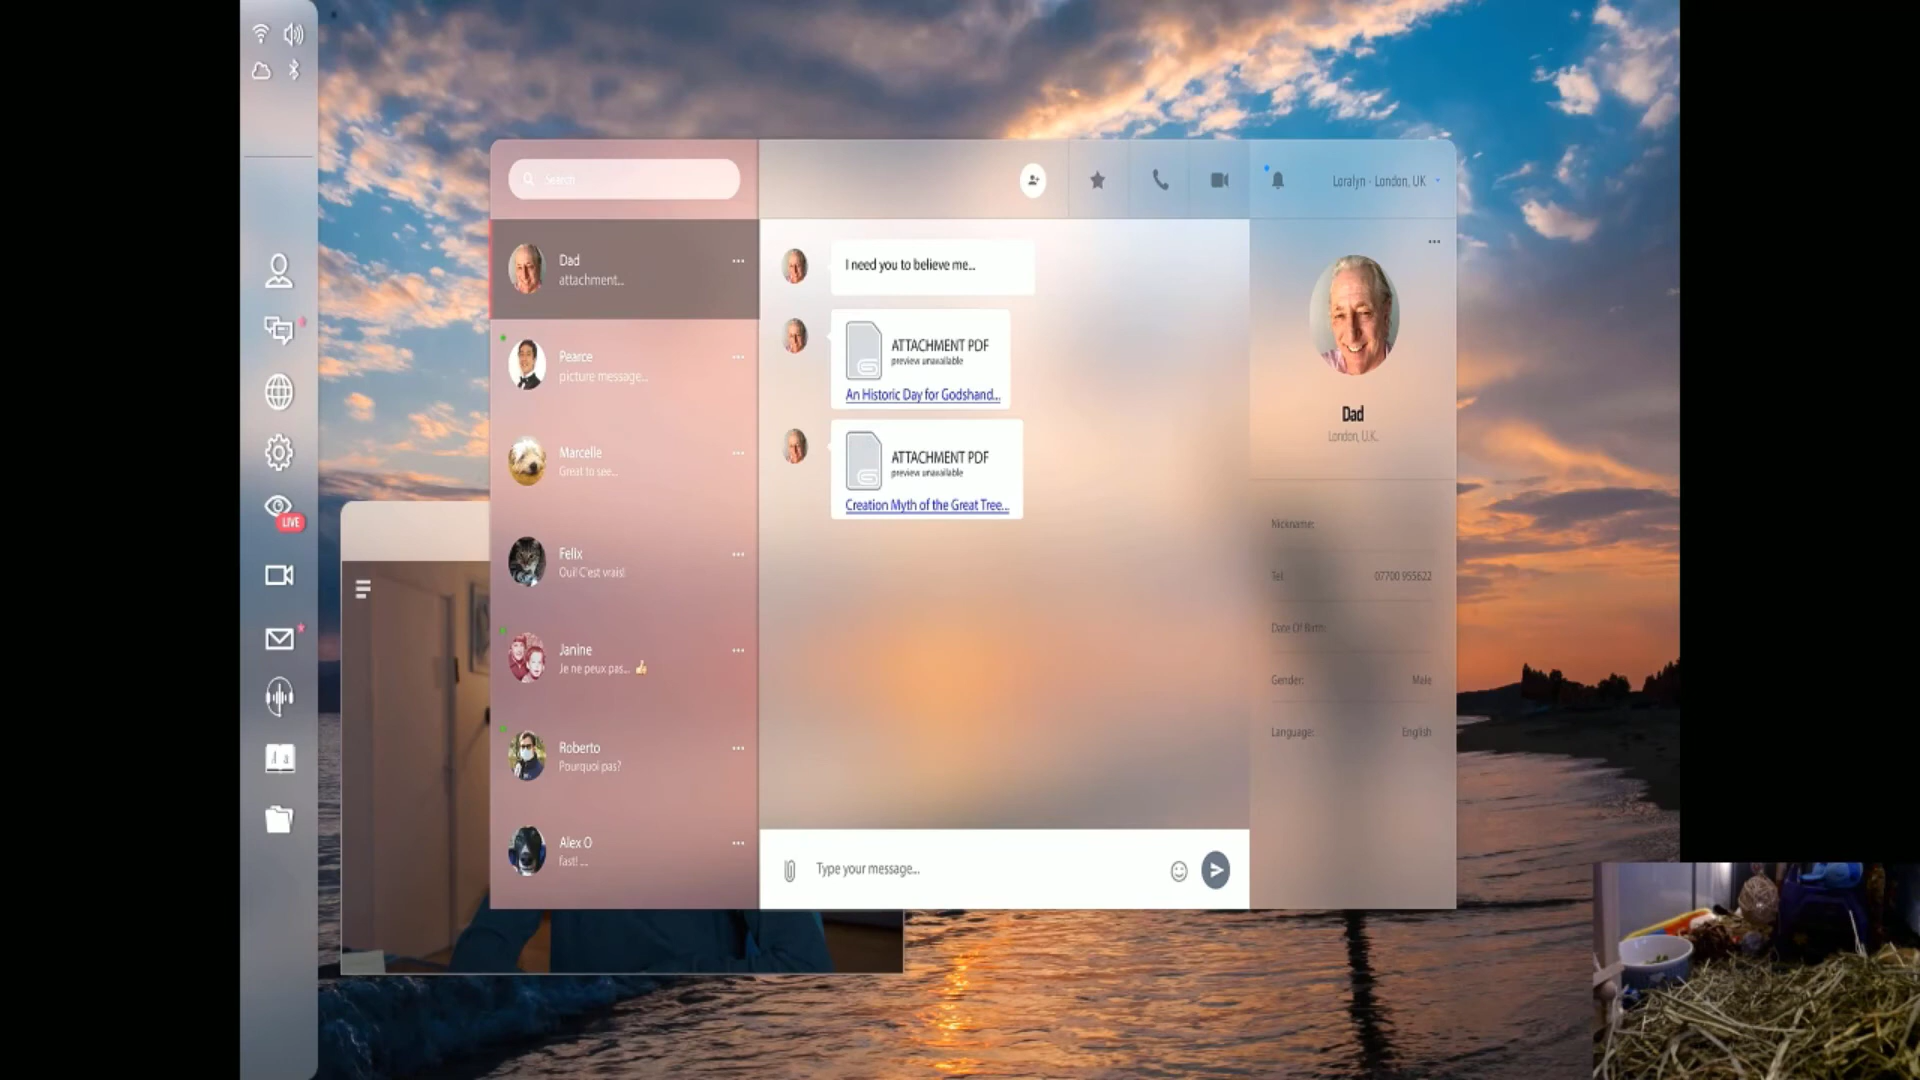 Search
Loralyn - London, UK
Dad
attachment...
Pearce
picture message...
Marcelle
Great to see...
Felix
Oui! C'est vrais!
Janine
Je ne peux pas... 👍
Roberto
Pourquoi pas?
Alex O
fast! ...
I need you to believe me...
ATTACHMENT PDF
preview unavailable
An Historic Day for Godshand...
ATTACHMENT PDF
preview unavailable
Creation Myth of the Great Tree...
Type your message...
Dad
London, U.K.
Nickname:
Tel: 07700 955622
Date Of Birth:
Gender: Male
Language: English
LIVE
A a